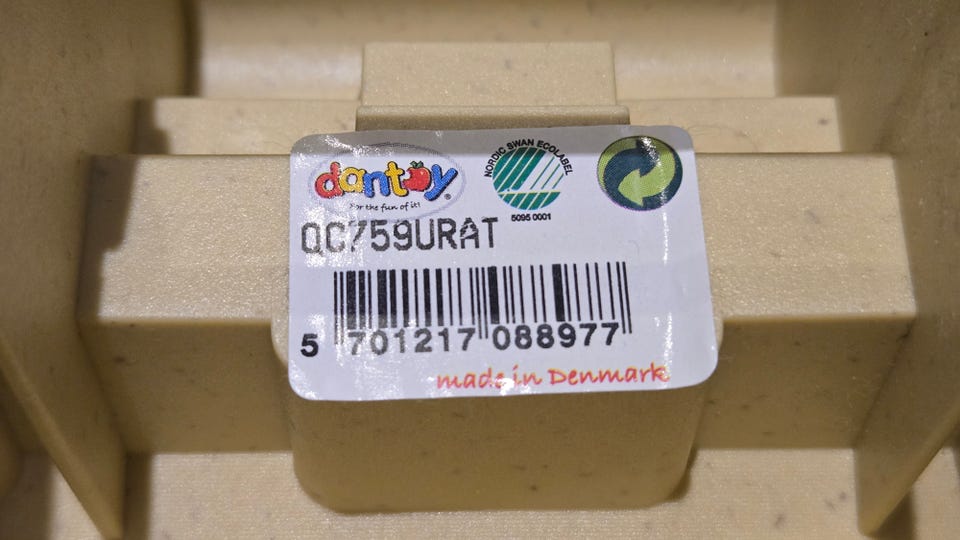 dantoy®
For the fun of it!
NORDIC SWAN ECOLABEL
5095 0001
QC759URAT
5 701217 088977
made in Denmark